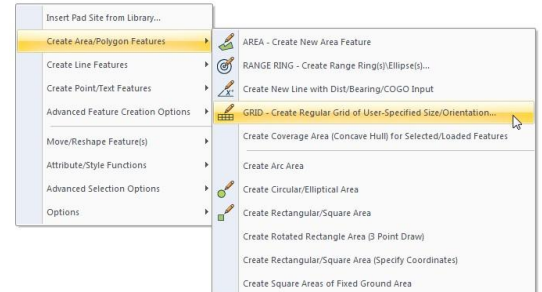 Insert Pad Site from Library...
Create Area/Polygon Features
Create Line Features
Create Point/Text Features
Advanced Feature Creation Options
Move/Reshape Feature(s)
Attribute/Style Functions
Advanced Selection Options
Options
AREA - Create New Area Feature
RANGE RING - Create Range Ring(s)\Ellipse(s)...
Create New Line with Dist/Bearing/COGO Input
GRID - Create Regular Grid of User-Specified Size/Orientation...
Create Coverage Area (Concave Hull) for Selected/Loaded Features
Create Arc Area
Create Circular/Elliptical Area
Create Rectangular/Square Area
Create Rotated Rectangle Area (3 Point Draw)
Create Rectangular/Square Area (Specify Coordinates)
Create Square Areas of Fixed Ground Area